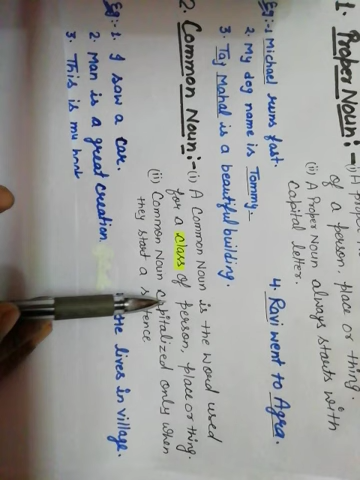 1. Proper Noun:- (i)
of a person, place or thing.
(ii) A Proper Noun always starts with
capital letter.
Eg:- 1. Michael runs fast.
2. My dog name is Tommy.
3. Taj Mahal is a beautiful building.
4. Ravi went to Agra.
2. Common Noun:- (i) A Common Noun is the word used
for a class of person, place or thing.
(ii) Common Noun capitalized only when
they start a sentence
Eg:- 1. I saw a car.
2. Man is a great creation
3. This is my
He lives in village.